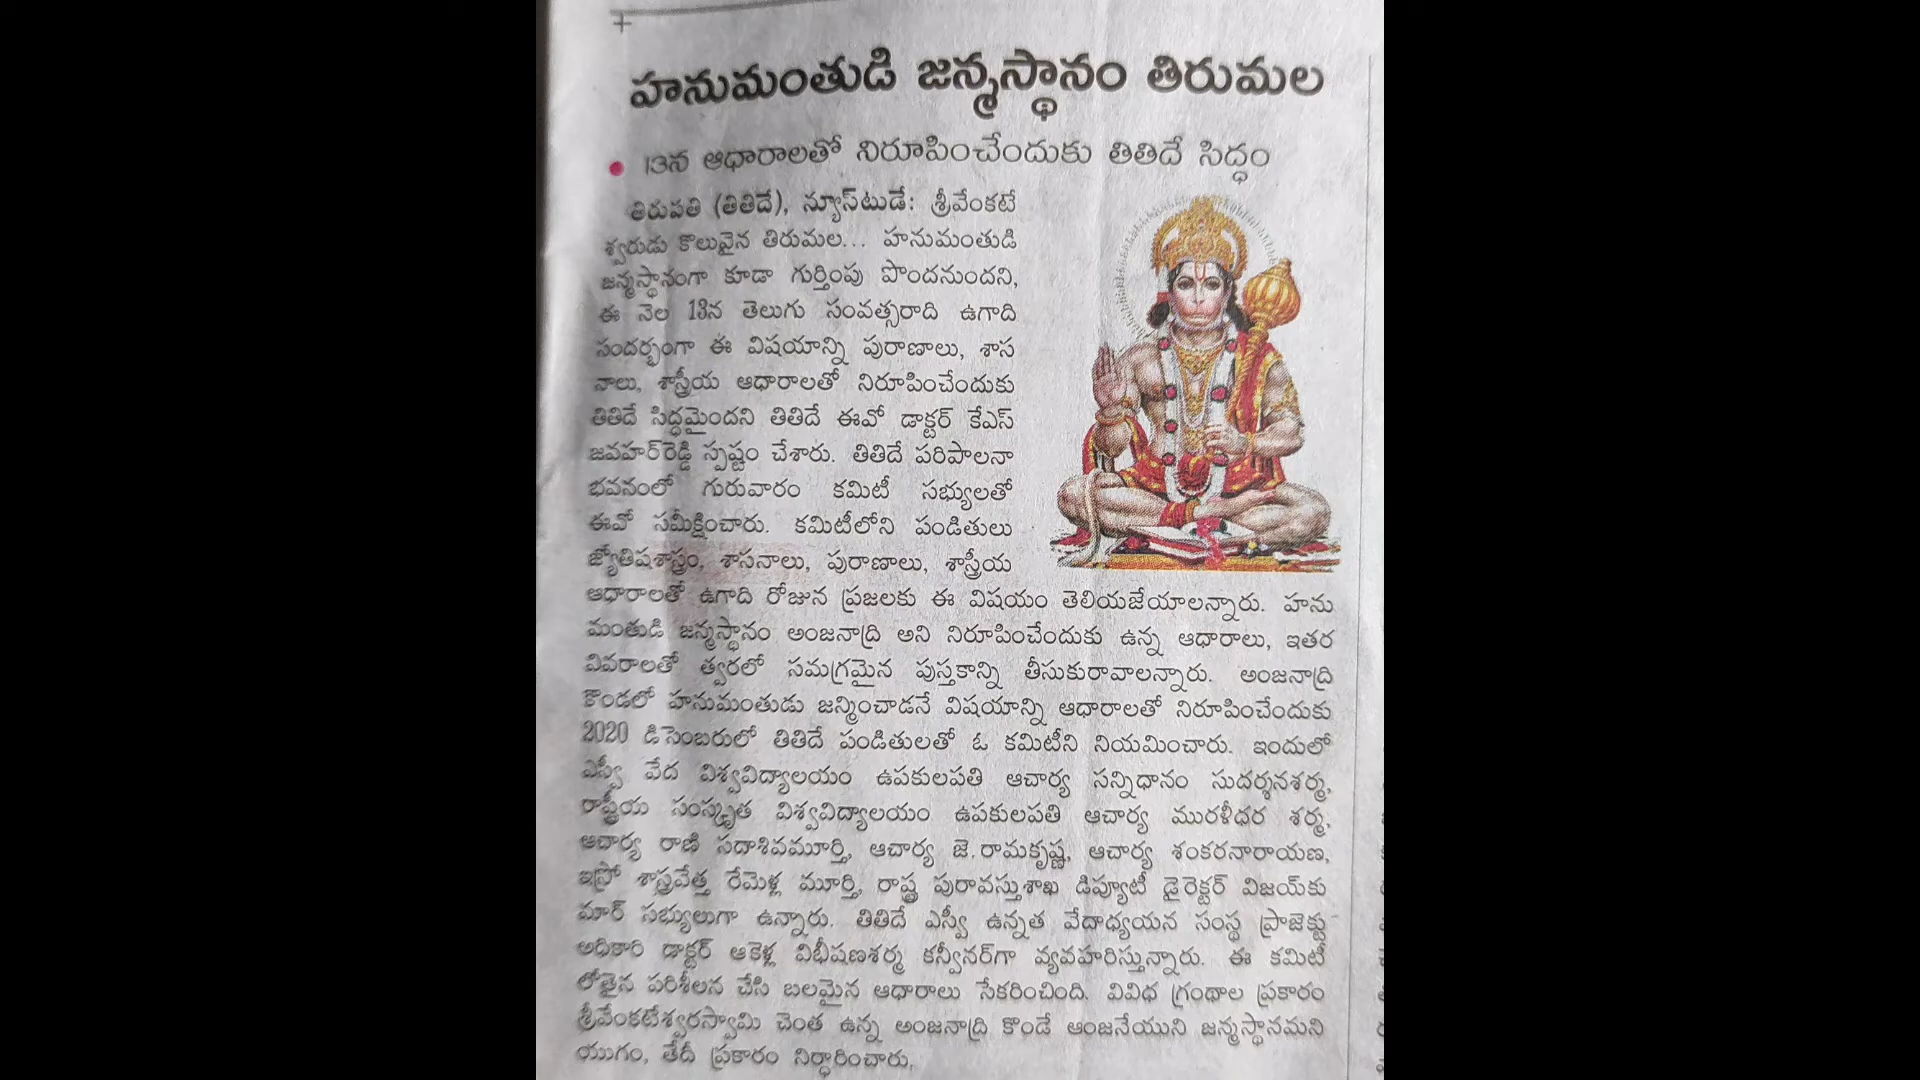 హనుమంతుడి జన్మస్థానం తిరుమల
• 13న ఆధారాలతో నిరూపించేందుకు తితిదే సిద్ధం
తిరుపతి (తితిదే), న్యూస్‌టుడే: శ్రీవేంకటే
శ్వరుడు కొలువైన తిరుమల... హనుమంతుడి
జన్మస్థానంగా కూడా గుర్తింపు పొందనుందని,
ఈ నెల 13న తెలుగు సంవత్సరాది ఉగాది
సందర్భంగా ఈ విషయాన్ని పురాణాలు, శాస
నాలు, శాస్త్రీయ ఆధారాలతో నిరూపించేందుకు
తితిదే సిద్ధమైందని తితిదే ఈవో డాక్టర్ కేఎస్
జవహర్‌రెడ్డి స్పష్టం చేశారు. తితిదే పరిపాలనా
భవనంలో గురువారం కమిటీ సభ్యులతో
ఈవో సమీక్షించారు. కమిటీలోని పండితులు
జ్యోతిషశాస్త్రం, శాసనాలు, పురాణాలు, శాస్త్రీయ
ఆధారాలతో ఉగాది రోజున ప్రజలకు ఈ విషయం తెలియజేయాలన్నారు. హను
మంతుడి జన్మస్థానం అంజనాద్రి అని నిరూపించేందుకు ఉన్న ఆధారాలు, ఇతర
వివరాలతో త్వరలో సమగ్రమైన పుస్తకాన్ని తీసుకురావాలన్నారు. అంజనాద్రి
కొండలో హనుమంతుడు జన్మించాడనే విషయాన్ని ఆధారాలతో నిరూపించేందుకు
2020 డిసెంబరులో తితిదే పండితులతో ఓ కమిటీని నియమించారు. ఇందులో
ఎస్వీ వేద విశ్వవిద్యాలయం ఉపకులపతి ఆచార్య సన్నిధానం సుదర్శనశర్మ,
రాష్ట్రీయ సంస్కృత విశ్వవిద్యాలయం ఉపకులపతి ఆచార్య మురళీధర శర్మ,
ఆచార్య రాణి సదాశివమూర్తి, ఆచార్య జె.రామకృష్ణ, ఆచార్య శంకరనారాయణ,
ఇస్రో శాస్త్రవేత్త రేమెళ్ల మూర్తి, రాష్ట్ర పురావస్తుశాఖ డిప్యూటీ డైరెక్టర్ విజయ్‌కు
మార్ సభ్యులుగా ఉన్నారు. తితిదే ఎస్వీ ఉన్నత వేదాధ్యయన సంస్థ ప్రాజెక్టు
అధికారి డాక్టర్ ఆకెళ్ల విభీషణశర్మ కన్వీనర్‌గా వ్యవహరిస్తున్నారు. ఈ కమిటీ
లోతైన పరిశీలన చేసి బలమైన ఆధారాలు సేకరించింది. వివిధ గ్రంథాల ప్రకారం
శ్రీవేంకటేశ్వరస్వామి చెంత ఉన్న అంజనాద్రి కొండే ఆంజనేయుని జన్మస్థానమని
యుగం, తేదీ ప్రకారం నిర్ధారించారు.